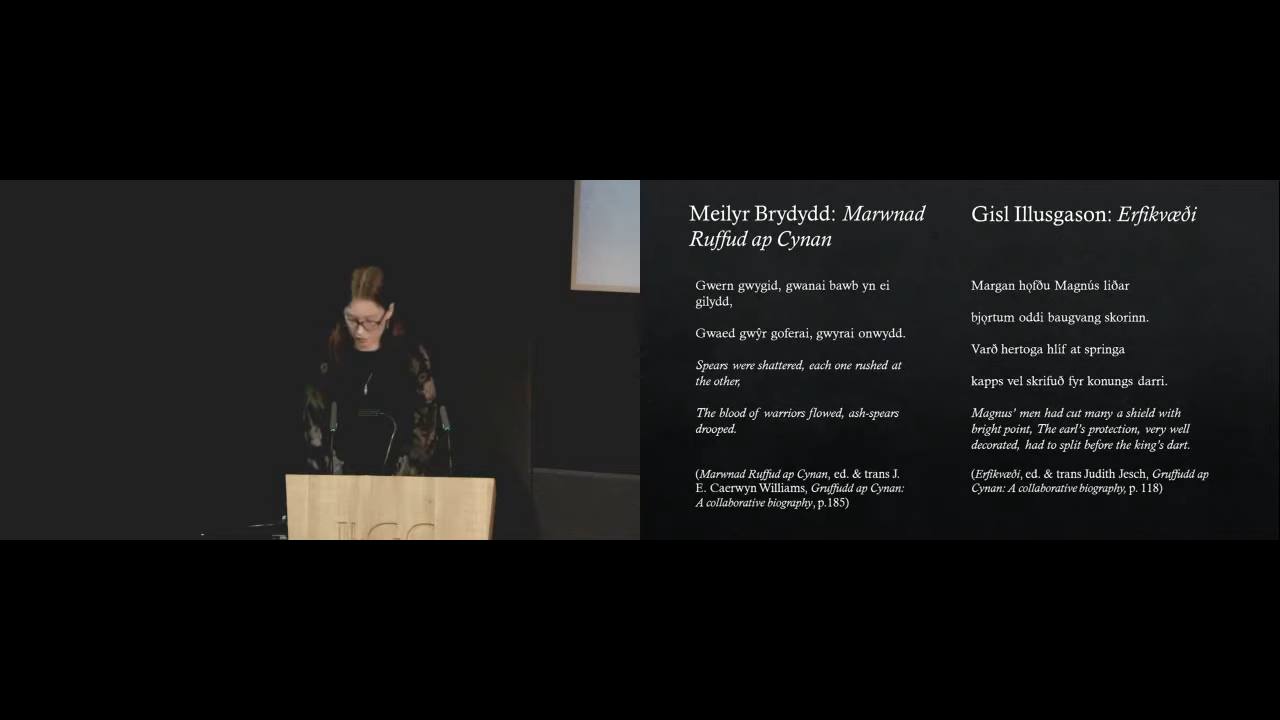 LLGC
Meilyr Brydydd: Marwnad
Ruffud ap Cynan
Gwern gwygid, gwanai bawb yn ei
gilydd,
Gwaed gwŷr goferai, gwyrai onwydd.
Spears were shattered, each one rushed at
the other,
The blood of warriors flowed, ash-spears
drooped.
(Marwnad Ruffud ap Cynan, ed. & trans J.
E. Caerwyn Williams, Gruffudd ap Cynan:
A collaborative biography, p.185)
Gisl Illusgason: Erfikvæði
Margan hǫfðu Magnús liðar
bjǫrtum oddi baugvang skorinn.
Varð hertoga hlif at springa
kapps vel skrifuð fyr konungs darri.
Magnus' men had cut many a shield with
bright point, The earl's protection, very well
decorated, had to split before the king's dart.
(Erfikvæði, ed. & trans Judith Jesch, Gruffudd ap
Cynan: A collaborative biography, p. 118)